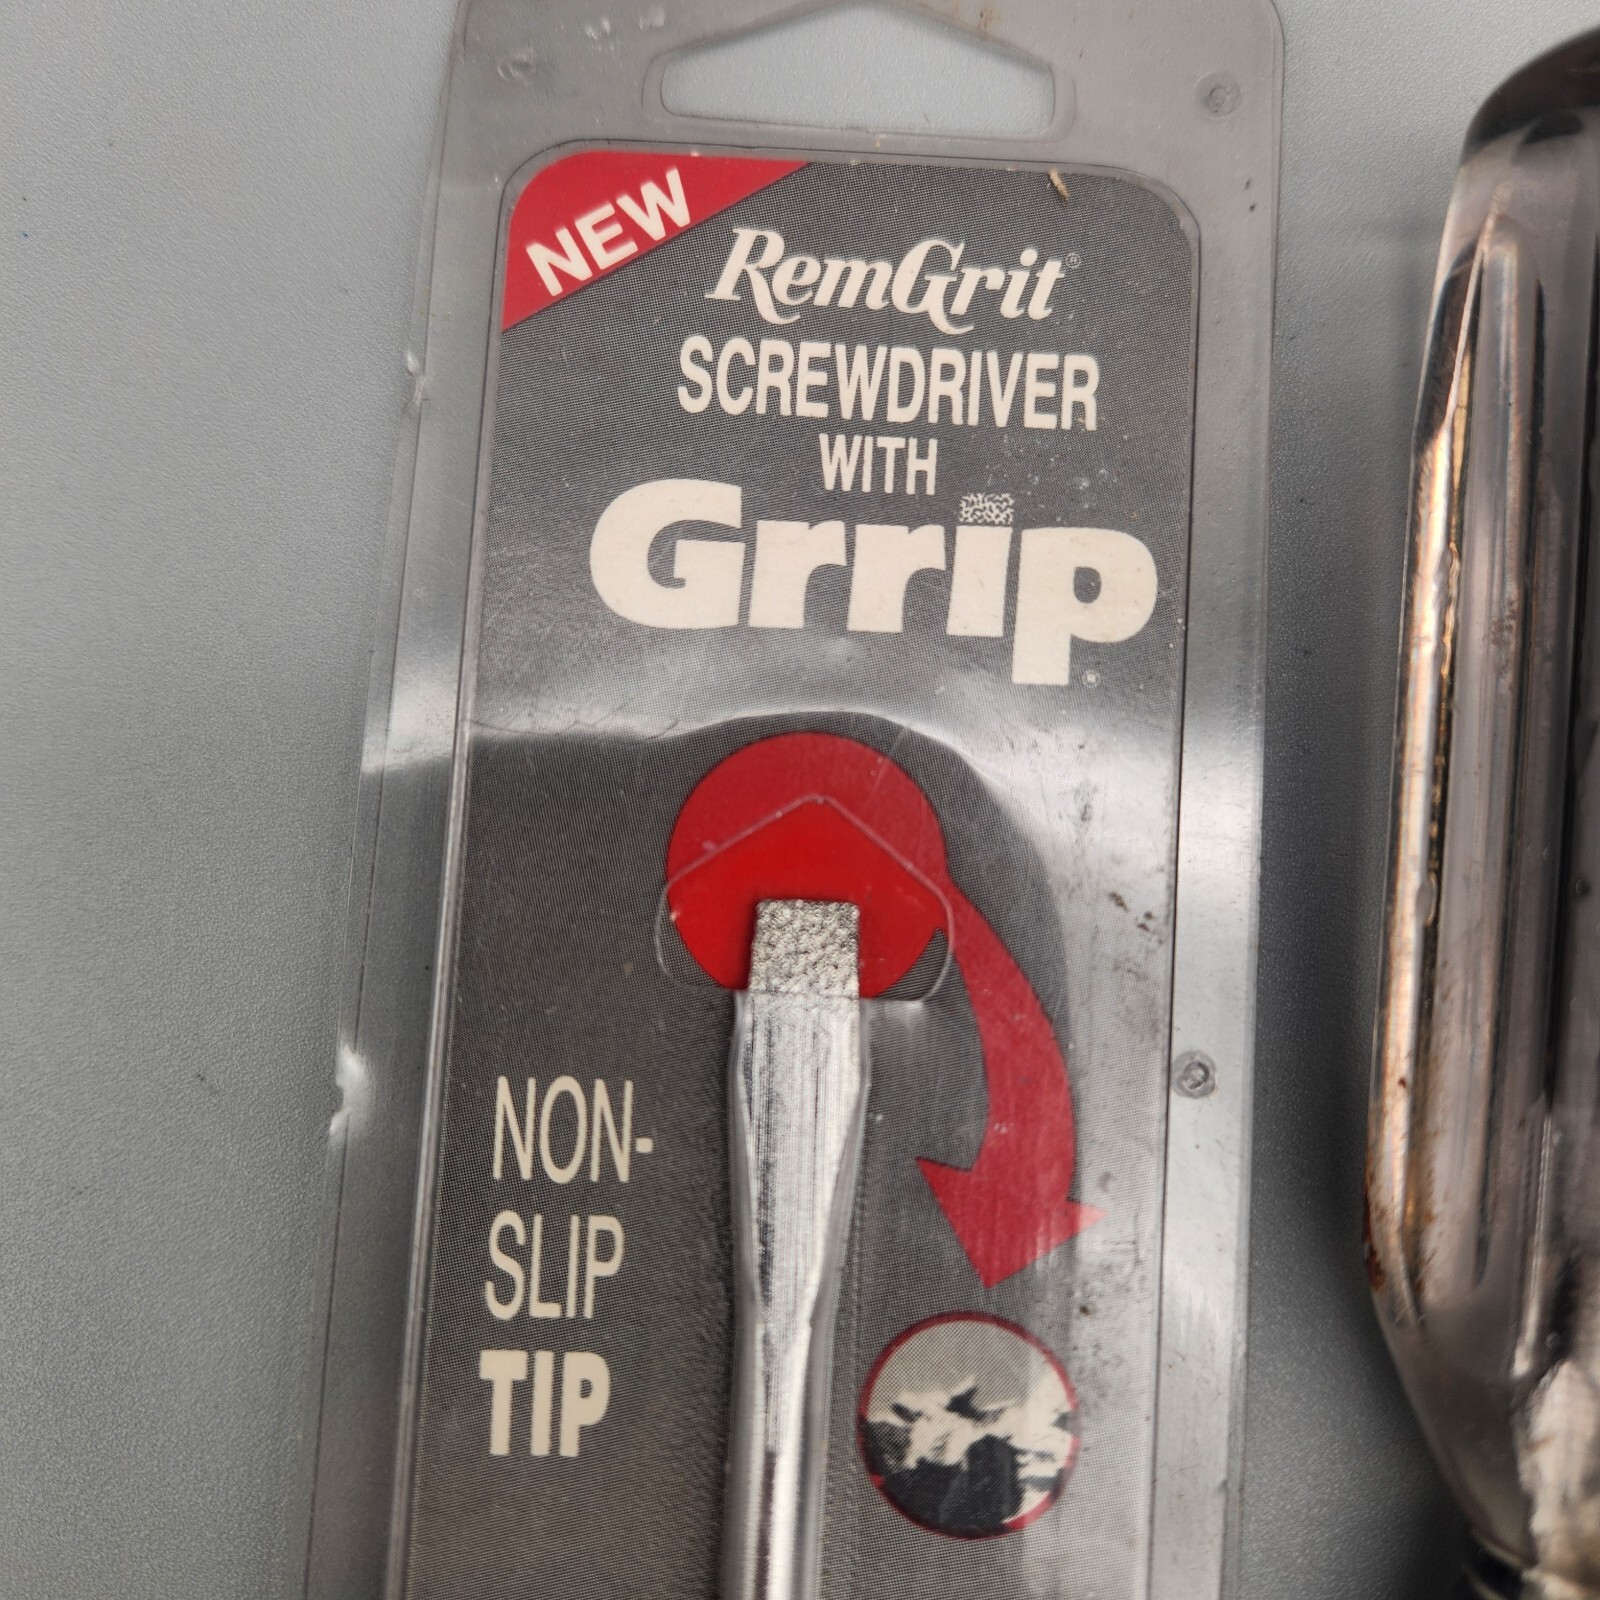 NEW
RemGrit®
SCREWDRIVER
WITH
Grrip®
NON-
SLIP
TIP